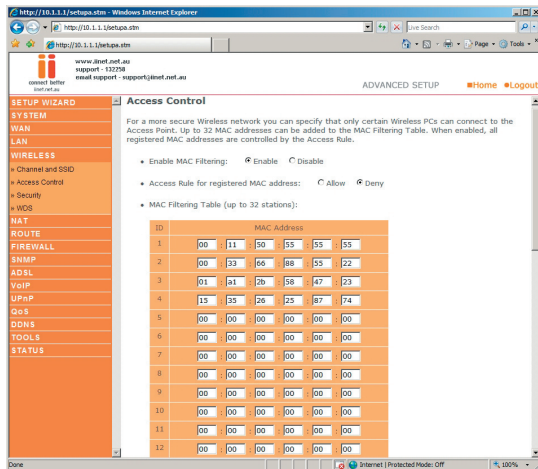 http://10.1.1.1/setupa.stm - Windows Internet Explorer
http://10.1.1.1/setupa.stm
Live Search
http://10.1.1.1/setupa.stm
Page
Tools
www.iinet.net.au
support - 132258
email support - support@iinet.net.au
connect better
iinet.net.au
ADVANCED SETUP
Home
Logout
SETUP WIZARD
SYSTEM
WAN
LAN
WIRELESS
» Channel and SSID
» Access Control
» Security
» WDS
NAT
ROUTE
FIREWALL
SNMP
ADSL
VoIP
UPnP
QoS
DDNS
TOOLS
STATUS
Access Control
For a more secure Wireless network you can specify that only certain Wireless PCs can connect to the
Access Point. Up to 32 MAC addresses can be added to the MAC Filtering Table. When enabled, all
registered MAC addresses are controlled by the Access Rule.
• Enable MAC Filtering: Enable Disable
• Access Rule for registered MAC address: Allow Deny
• MAC Filtering Table (up to 32 stations):
ID MAC Address
1 00 : 11 : 50 : 55 : 55 : 55
2 00 : 33 : 66 : 88 : 55 : 22
3 01 : a1 : 2b : 58 : 47 : 23
4 15 : 35 : 26 : 25 : 87 : 74
5 00 : 00 : 00 : 00 : 00 : 00
6 00 : 00 : 00 : 00 : 00 : 00
7 00 : 00 : 00 : 00 : 00 : 00
8 00 : 00 : 00 : 00 : 00 : 00
9 00 : 00 : 00 : 00 : 00 : 00
10 00 : 00 : 00 : 00 : 00 : 00
11 00 : 00 : 00 : 00 : 00 : 00
12 00 : 00 : 00 : 00 : 00 : 00
Done
Internet | Protected Mode: Off
100%